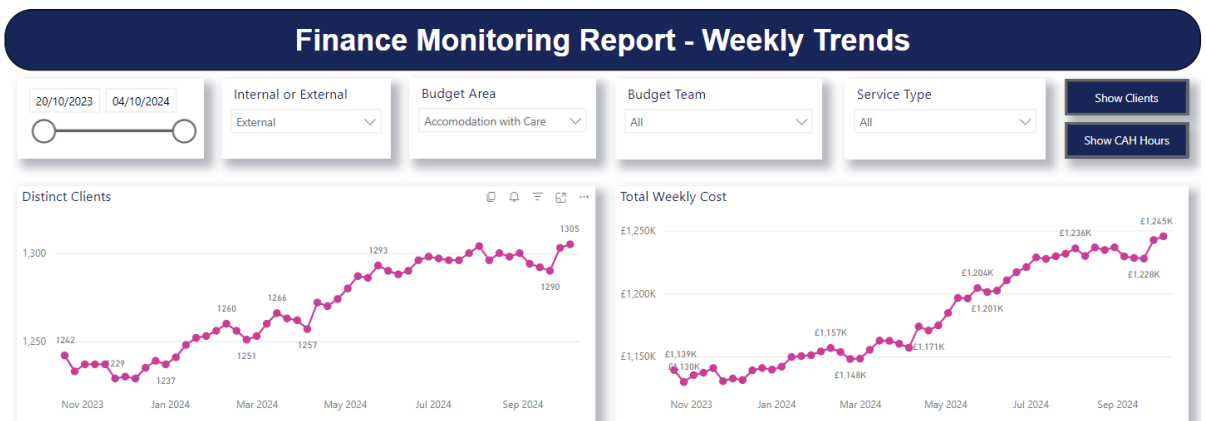 Finance Monitoring Report - Weekly Trends
20/10/2023 04/10/2024
Internal or External
External
Budget Area
Accomodation with Care
Budget Team
All
Service Type
All
Show Clients
Show CAH Hours
Distinct Clients
1,300
1,250
1242
1229
1237
1260
1251
1266
1257
1293
1290
1305
Nov 2023 Jan 2024 Mar 2024 May 2024 Jul 2024 Sep 2024
Total Weekly Cost
£1,250K
£1,200K
£1,150K
£1,139K
£1,130K
£1,157K
£1,148K
£1,171K
£1,204K
£1,201K
£1,236K
£1,228K
£1,245K
Nov 2023 Jan 2024 Mar 2024 May 2024 Jul 2024 Sep 2024